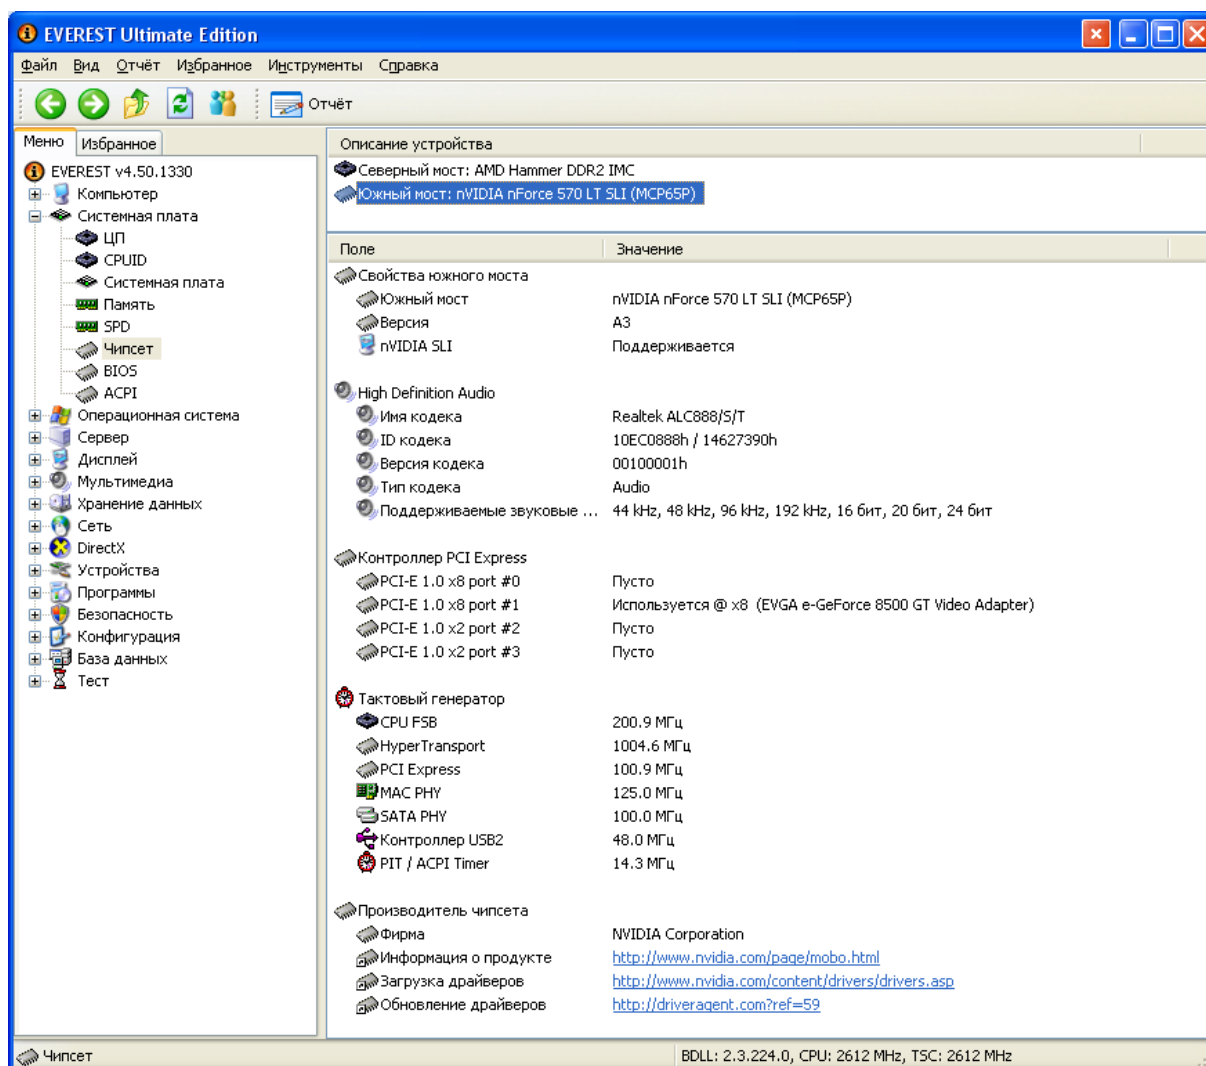 EVEREST Ultimate Edition
Файл Вид Отчёт Избранное Инструменты Справка
Отчёт
Меню Избранное
EVEREST v4.50.1330
Компьютер
Системная плата
ЦП
CPUID
Системная плата
Память
SPD
Чипсет
BIOS
ACPI
Операционная система
Сервер
Дисплей
Мультимедиа
Хранение данных
Сеть
DirectX
Устройства
Программы
Безопасность
Конфигурация
База данных
Тест
Описание устройства
Северный мост: AMD Hammer DDR2 IMC
Южный мост: nVIDIA nForce 570 LT SLI (MCP65P)
Поле Значение
Свойства южного моста
Южный мост nVIDIA nForce 570 LT SLI (MCP65P)
Версия A3
nVIDIA SLI Поддерживается
High Definition Audio
Имя кодека Realtek ALC888/S/T
ID кодека 10EC0888h / 14627390h
Версия кодека 00100001h
Тип кодека Audio
Поддерживаемые звуковые ... 44 kHz, 48 kHz, 96 kHz, 192 kHz, 16 бит, 20 бит, 24 бит
Контроллер PCI Express
PCI-E 1.0 x8 port #0 Пусто
PCI-E 1.0 x8 port #1 Используется @ x8 (EVGA e-GeForce 8500 GT Video Adapter)
PCI-E 1.0 x2 port #2 Пусто
PCI-E 1.0 x2 port #3 Пусто
Тактовый генератор
CPU FSB 200.9 МГц
HyperTransport 1004.6 МГц
PCI Express 100.9 МГц
MAC PHY 125.0 МГц
SATA PHY 100.0 МГц
Контроллер USB2 48.0 МГц
PIT / ACPI Timer 14.3 МГц
Производитель чипсета
Фирма NVIDIA Corporation
Информация о продукте http://www.nvidia.com/page/mobo.html
Загрузка драйверов http://www.nvidia.com/content/drivers/drivers.asp
Обновление драйверов http://driveragent.com?ref=59
Чипсет BDLL: 2.3.224.0, CPU: 2612 MHz, TSC: 2612 MHz